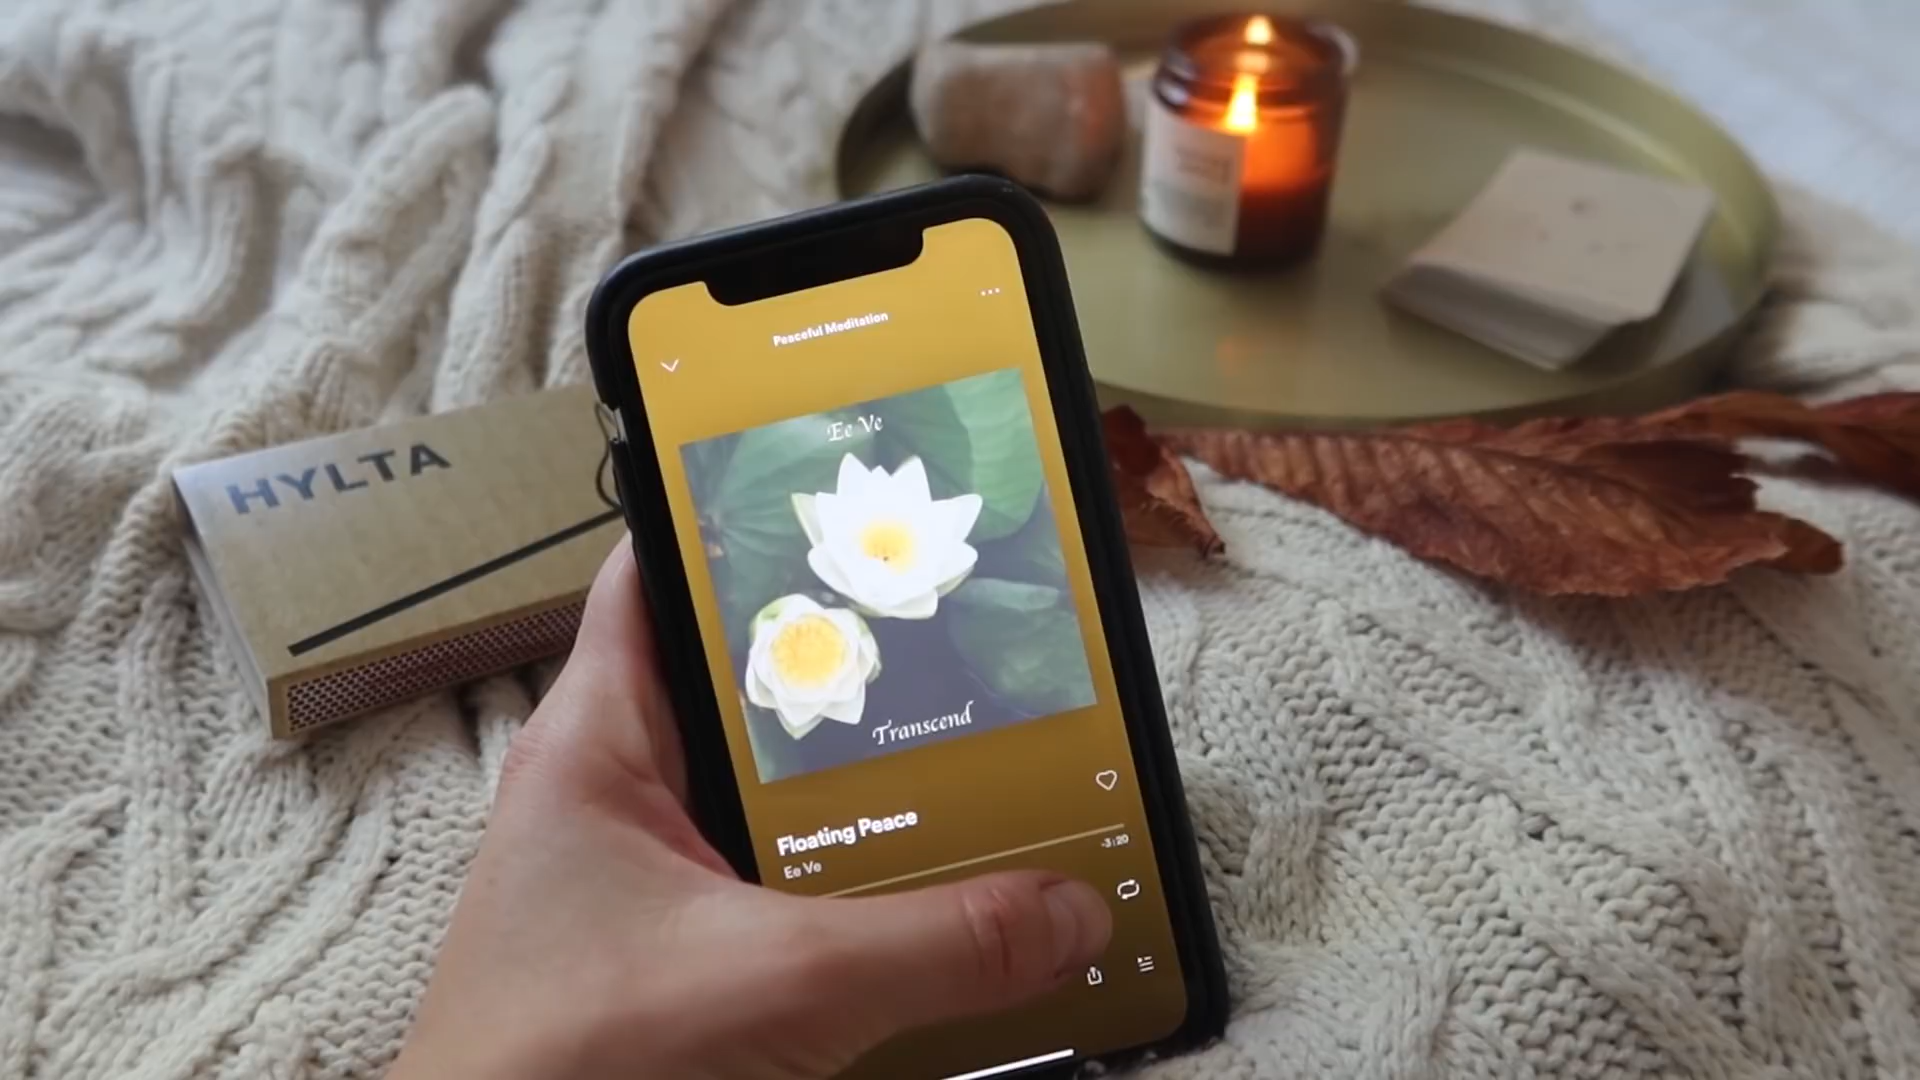 Peaceful Meditation
Ee Ve
HYLTA
Transcend
Floating Peace
Ee Ve
-3:20